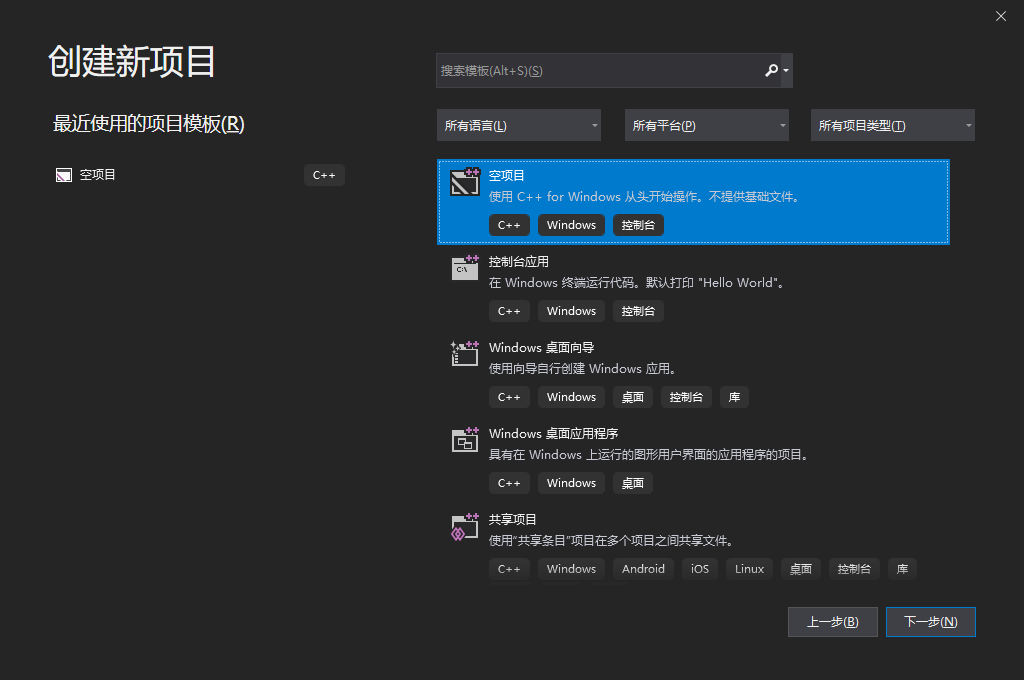 创建新项目
最近使用的项目模板(R)
空项目 C++
搜索模板(Alt+S)(S)
所有语言(L) 所有平台(P) 所有项目类型(T)
空项目
使用 C++ for Windows 从头开始操作。不提供基础文件。
C++ Windows 控制台
控制台应用
在 Windows 终端运行代码。默认打印 "Hello World"。
C++ Windows 控制台
Windows 桌面向导
使用向导自行创建 Windows 应用。
C++ Windows 桌面 控制台 库
Windows 桌面应用程序
具有在 Windows 上运行的图形用户界面的应用程序的项目。
C++ Windows 桌面
共享项目
使用“共享条目”项目在多个项目之间共享文件。
C++ Windows Android iOS Linux 桌面 控制台 库
上一步(B) 下一步(N)